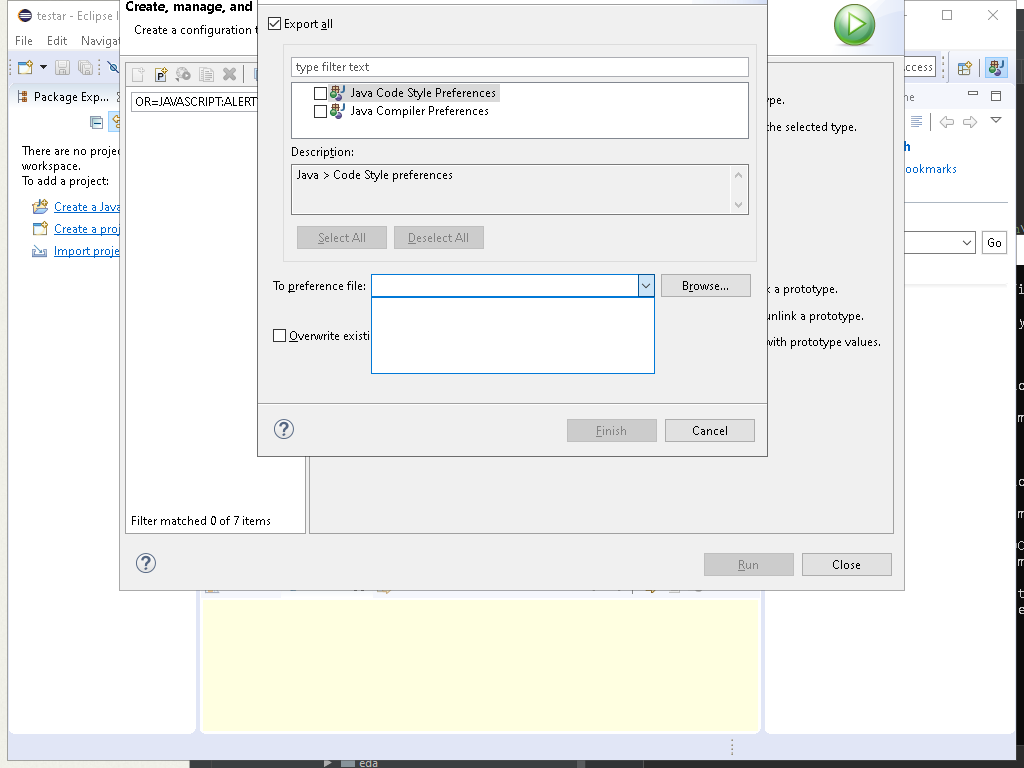 testar - Eclipse I
File Edit Naviga
Create, manage, and
Create a configuration t
Export all
type filter text
Java Code Style Preferences
Java Compiler Preferences
Description:
Java > Code Style preferences
Select All Deselect All
To preference file:
Browse...
Overwrite existi
Finish Cancel
Package Exp...
There are no projec
workspace.
To add a project:
Create a Java
Create a proj
Import proje
OR=JAVASCRIPT:ALERT
Filter matched 0 of 7 items
ype.
the selected type.
k a prototype.
unlink a prototype.
with prototype values.
Run Close
ccess
ne
h
ookmarks
Go
eda